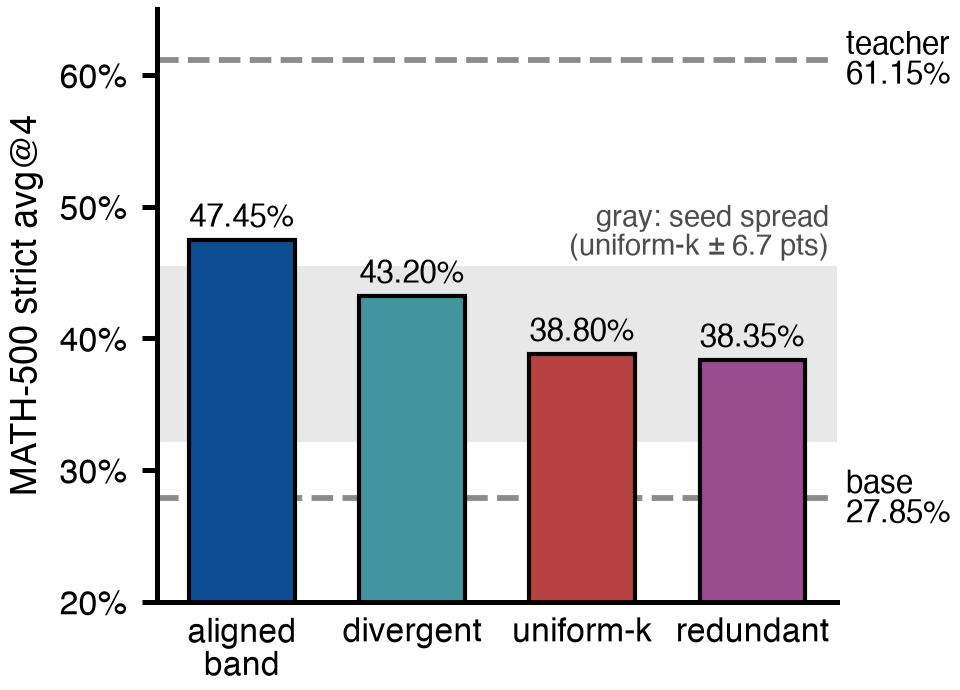 MATH-500 strict avg@4
60%
50%
40%
30%
20%
teacher
61.15%
gray: seed spread
(uniform-k ± 6.7 pts)
47.45%
43.20%
38.80%
38.35%
base
27.85%
aligned
band
divergent
uniform-k
redundant